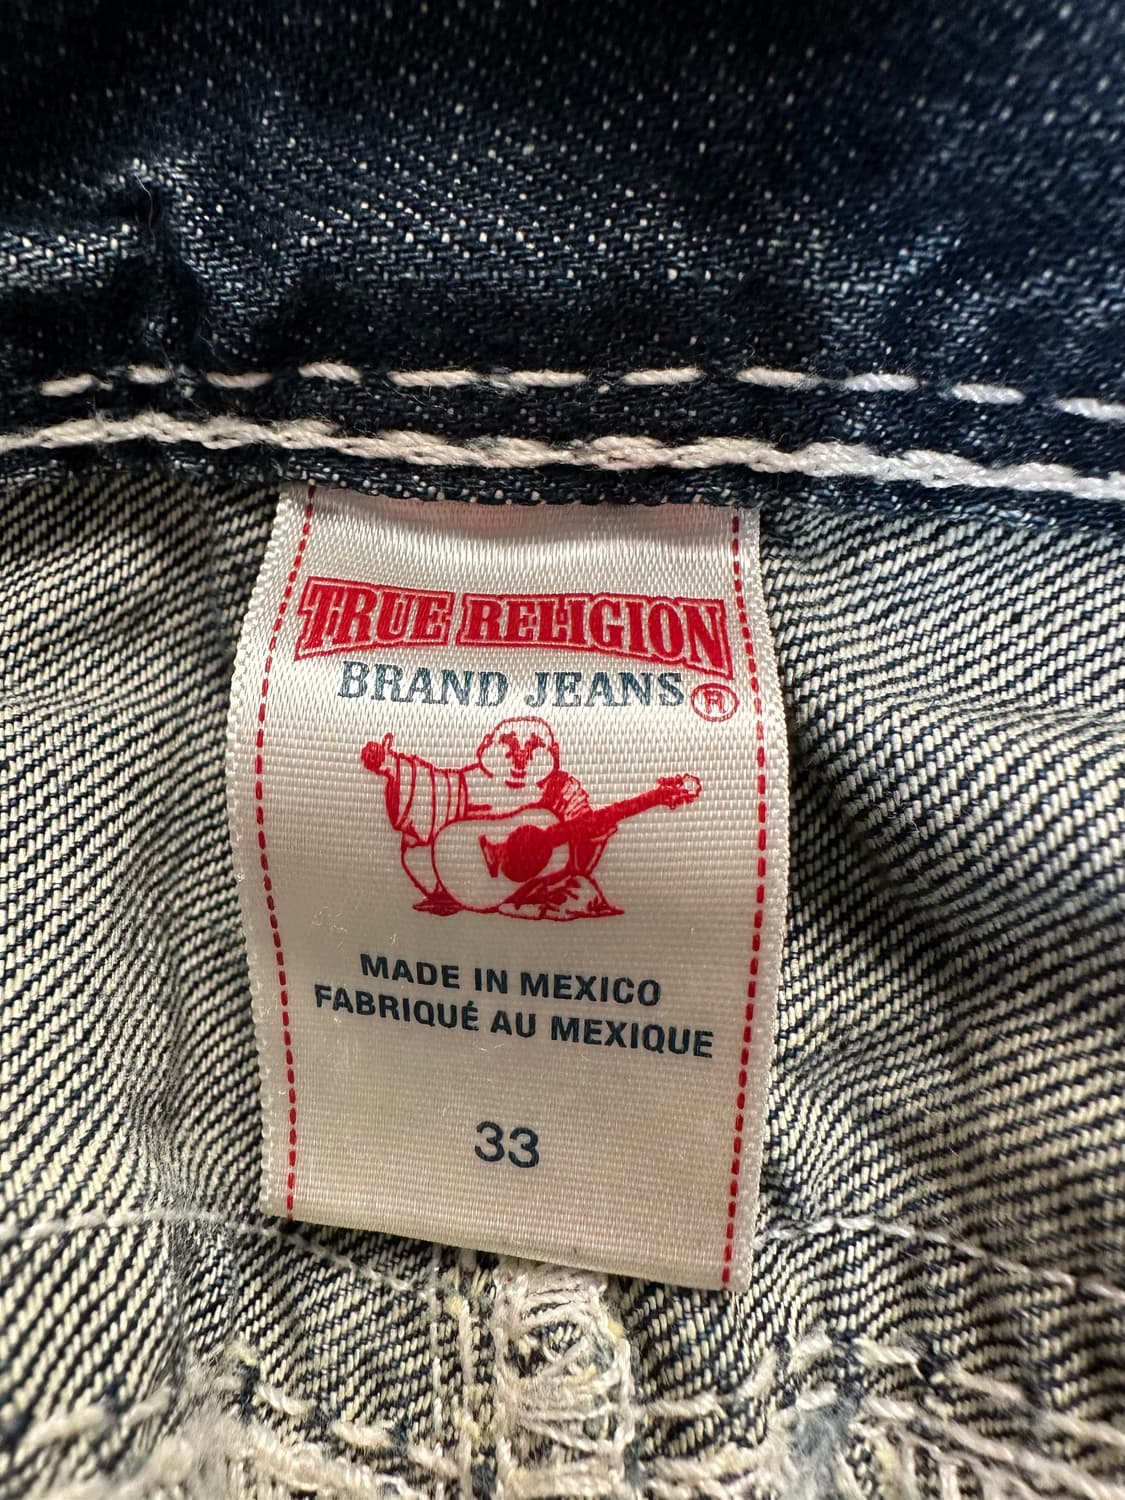 TRUE RELIGION
BRAND JEANS®
MADE IN MEXICO
FABRIQUÉ AU MEXIQUE
33